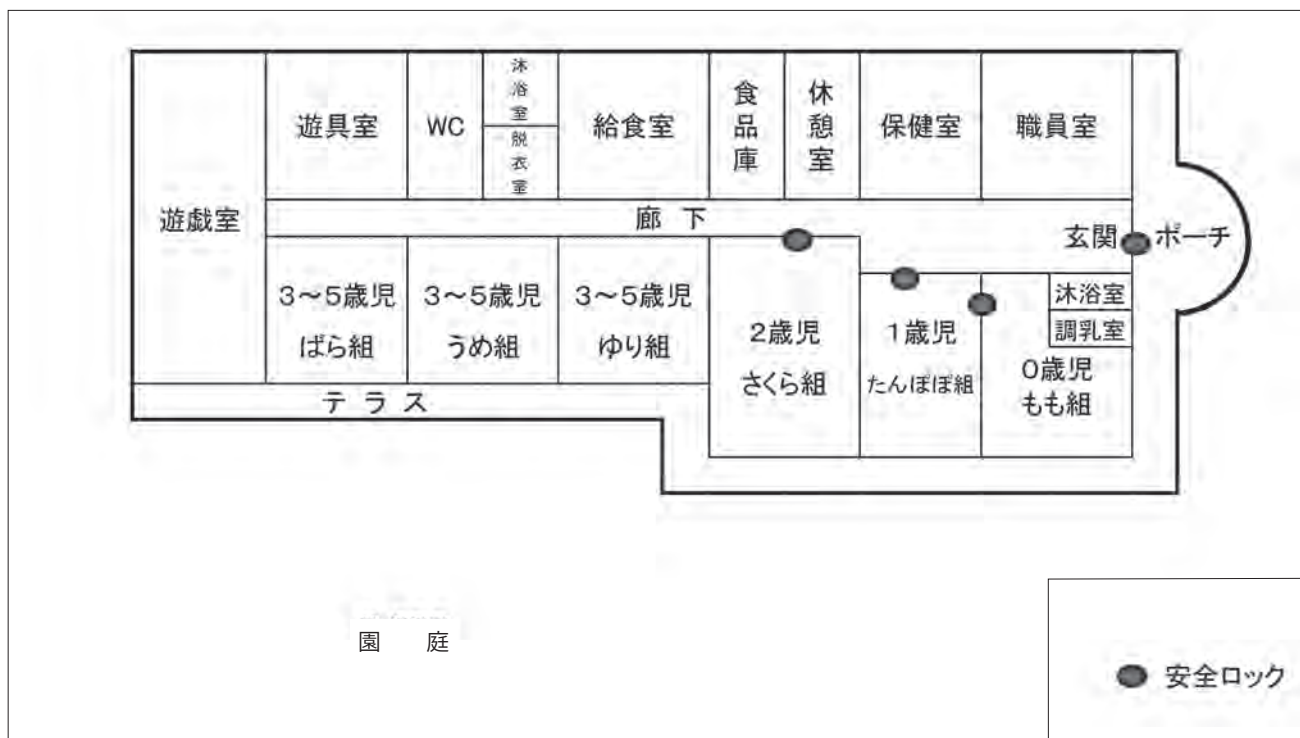 遊戯室
遊具室
WC
沐浴室
脱衣室
給食室
食品庫
休憩室
保健室
職員室
廊 下
玄関
ポーチ
3～5歳児
ばら組
3～5歳児
うめ組
3～5歳児
ゆり組
2歳児
さくら組
1歳児
たんぽぽ組
沐浴室
調乳室
0歳児
もも組
テ ラ ス
園 庭
安全ロック